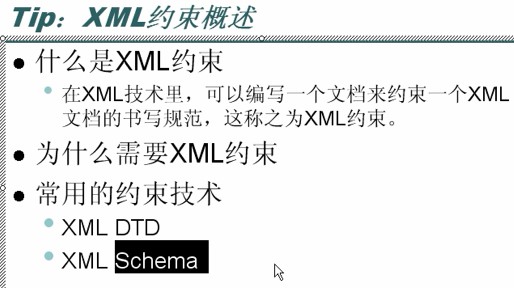 Tip: XML约束概述
什么是XML约束
在XML技术里，可以编写一个文档来约束一个XML
文档的书写规范，这称之为XML约束。
为什么需要XML约束
常用的约束技术
XML DTD
XML Schema